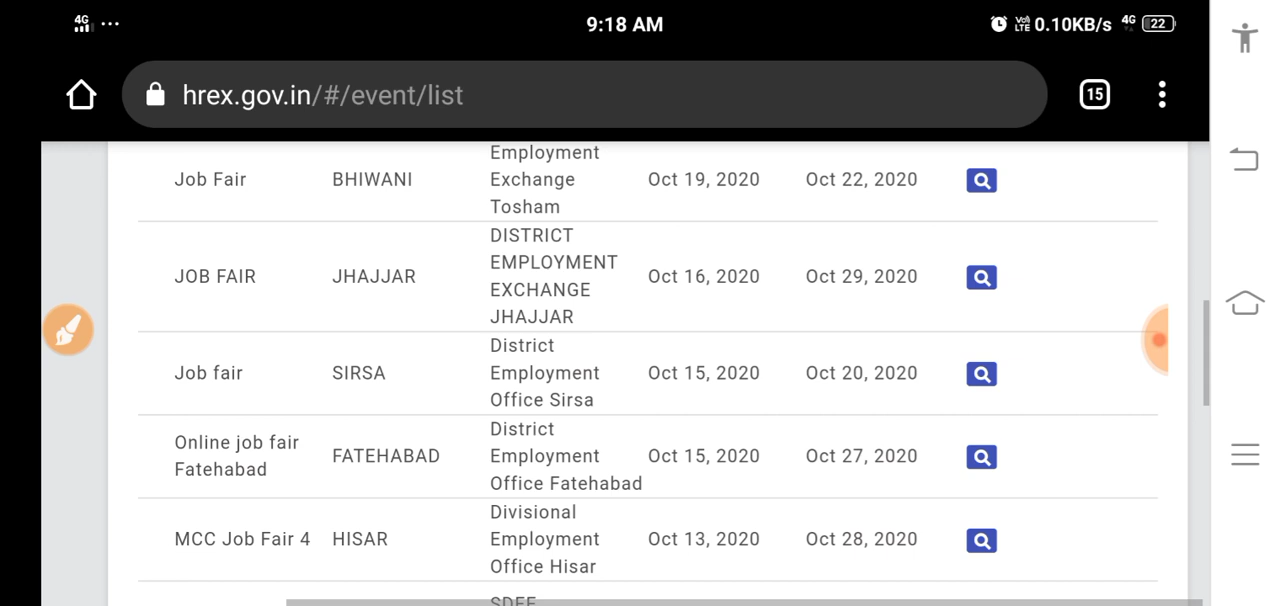 4G ... 9:18 AM Vo) LTE 0.10KB/s 4G 22
hrex.gov.in/#/event/list 15
Employment
Job Fair BHIWANI Exchange Oct 19, 2020 Oct 22, 2020
Tosham
DISTRICT
EMPLOYMENT
JOB FAIR JHAJJAR Oct 16, 2020 Oct 29, 2020
EXCHANGE
JHAJJAR
District
Job fair SIRSA Employment Oct 15, 2020 Oct 20, 2020
Office Sirsa
District
Online job fair
Fatehabad FATEHABAD Employment Oct 15, 2020 Oct 27, 2020
Office Fatehabad
Divisional
MCC Job Fair 4 HISAR Employment Oct 13, 2020 Oct 28, 2020
Office Hisar